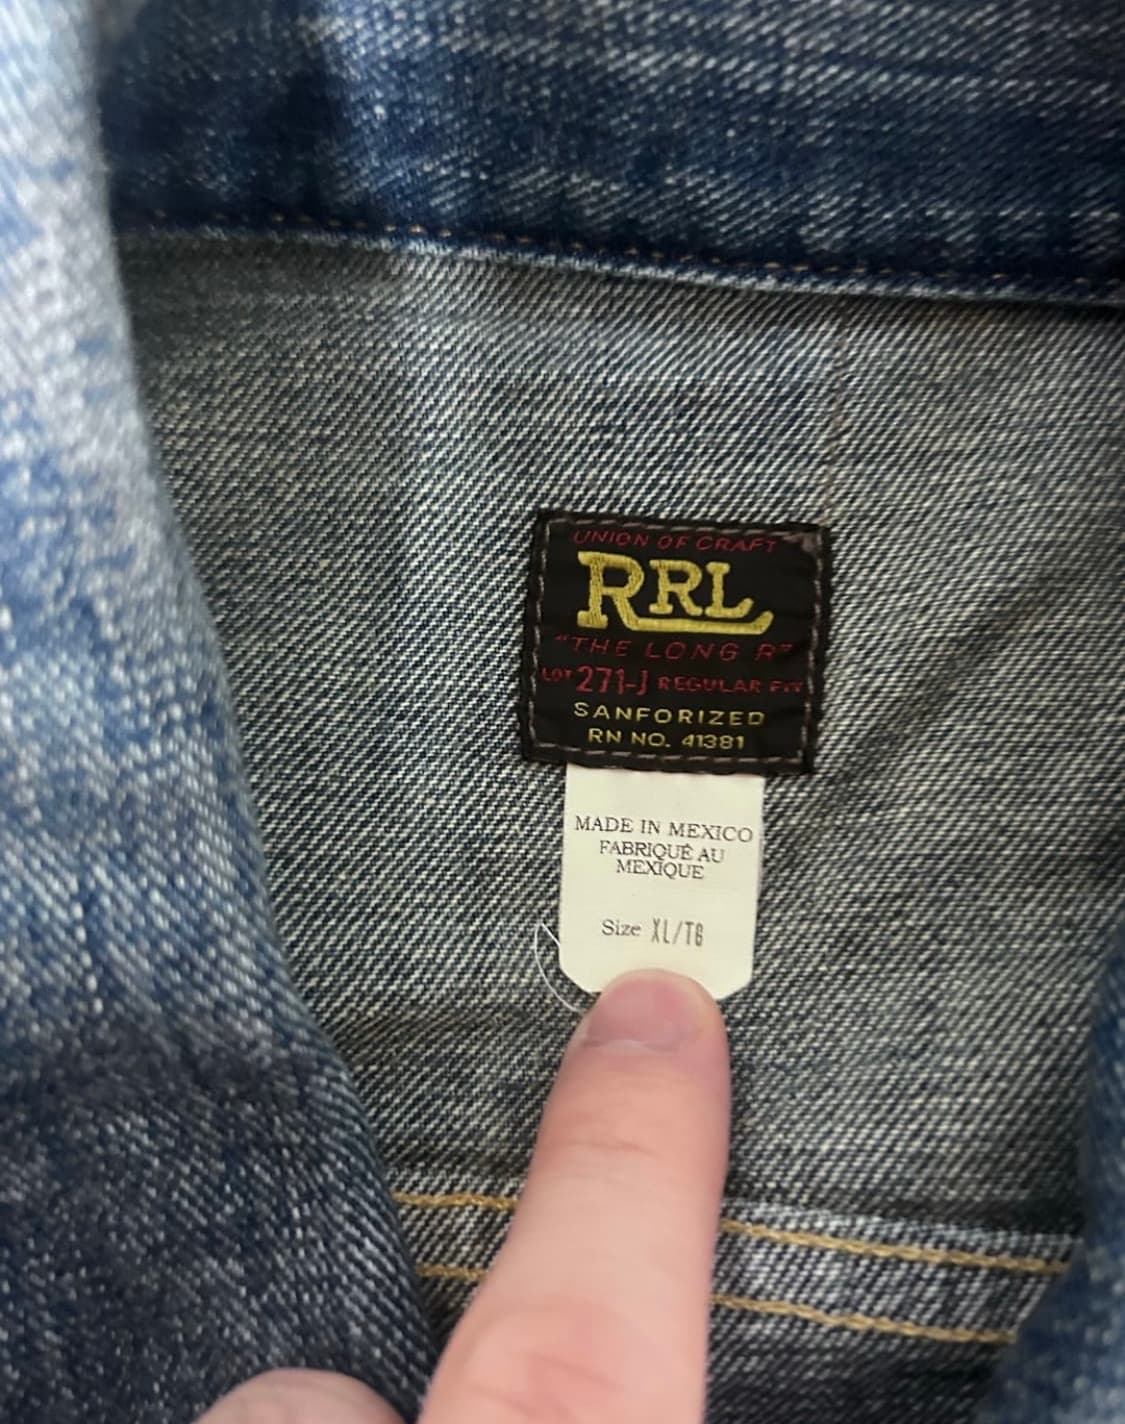 UNION OF CRAFT
RRL
"THE LONG R"
LOT 271-J REGULAR FIT
SANFORIZED
RN NO. 41381
MADE IN MEXICO
FABRIQUÉ AU
MEXIQUE
Size XL/TG